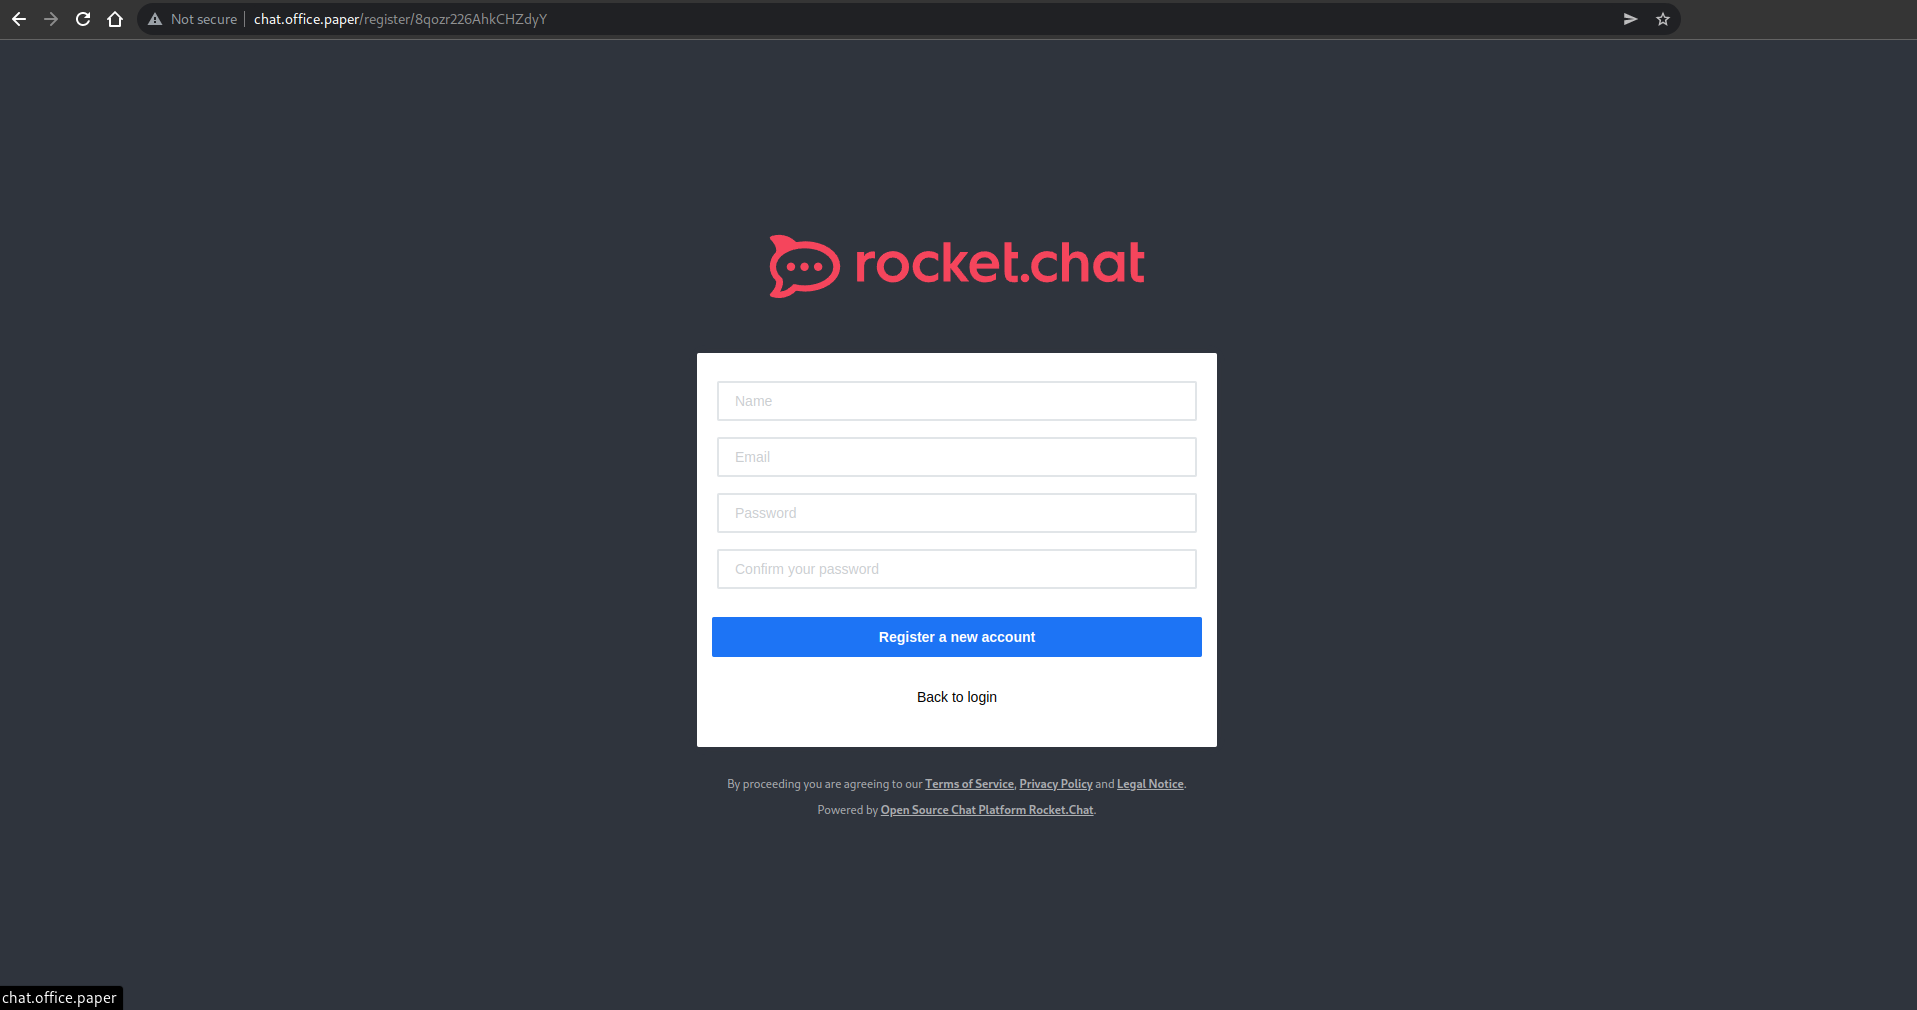 Not secure chat.office.paper/register/8qozr226AhkCHZdyY
rocket.chat
Name
Email
Password
Confirm your password
Register a new account
Back to login
By proceeding you are agreeing to our Terms of Service, Privacy Policy and Legal Notice.
Powered by Open Source Chat Platform Rocket.Chat.
chat.office.paper